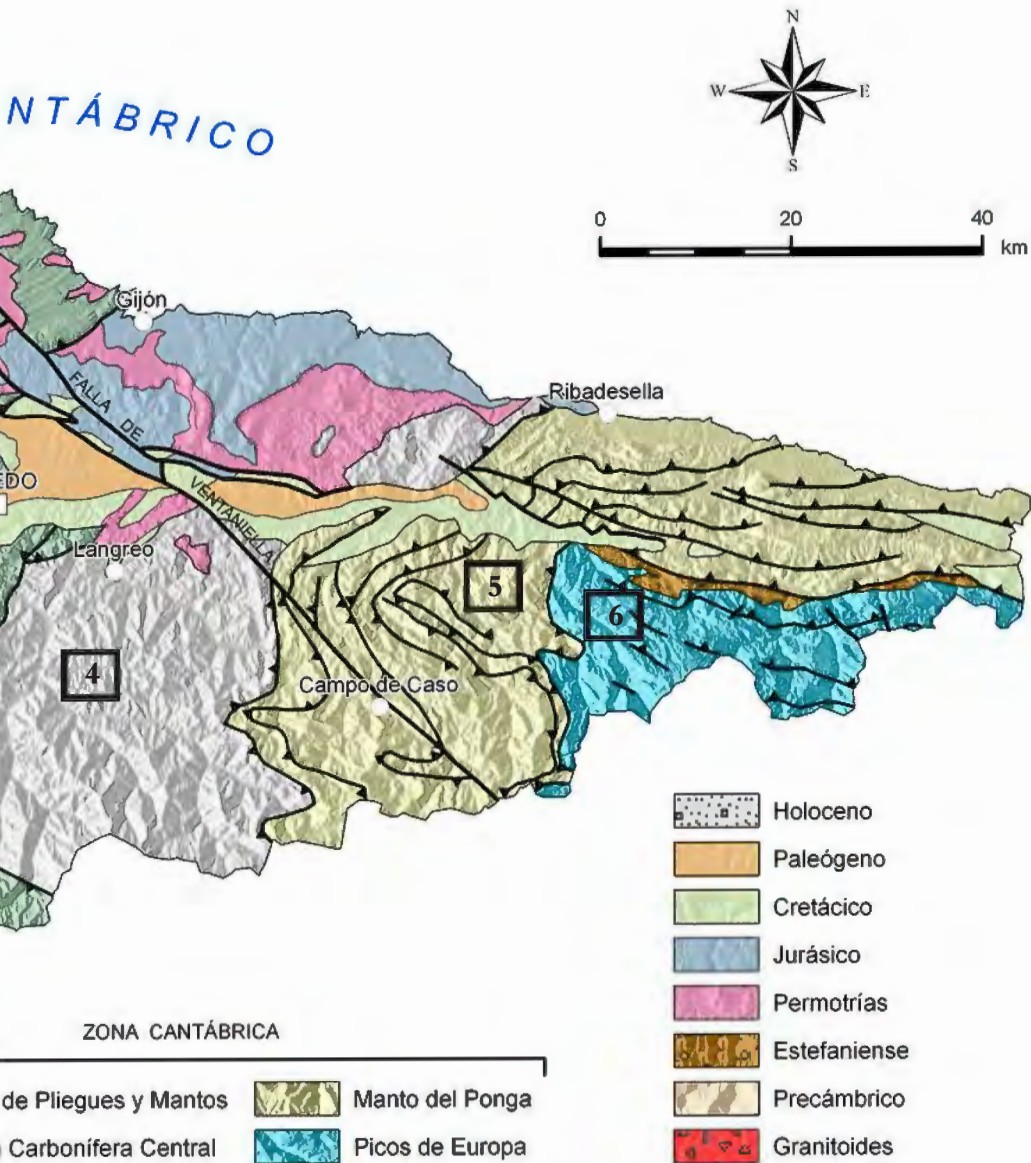 N
W E
S
NTÁBRICO
0 20 40
km
Gijón
FALLA DE
VENTANIELLA
Ribadesella
EDO
Langreo
5
6
4
Campo de Caso
Holoceno
Paleógeno
Cretácico
Jurásico
Permotrías
Estefaniense
Precámbrico
Granitoides
ZONA CANTÁBRICA
de Pliegues y Mantos
Manto del Ponga
Carbonífera Central
Picos de Europa